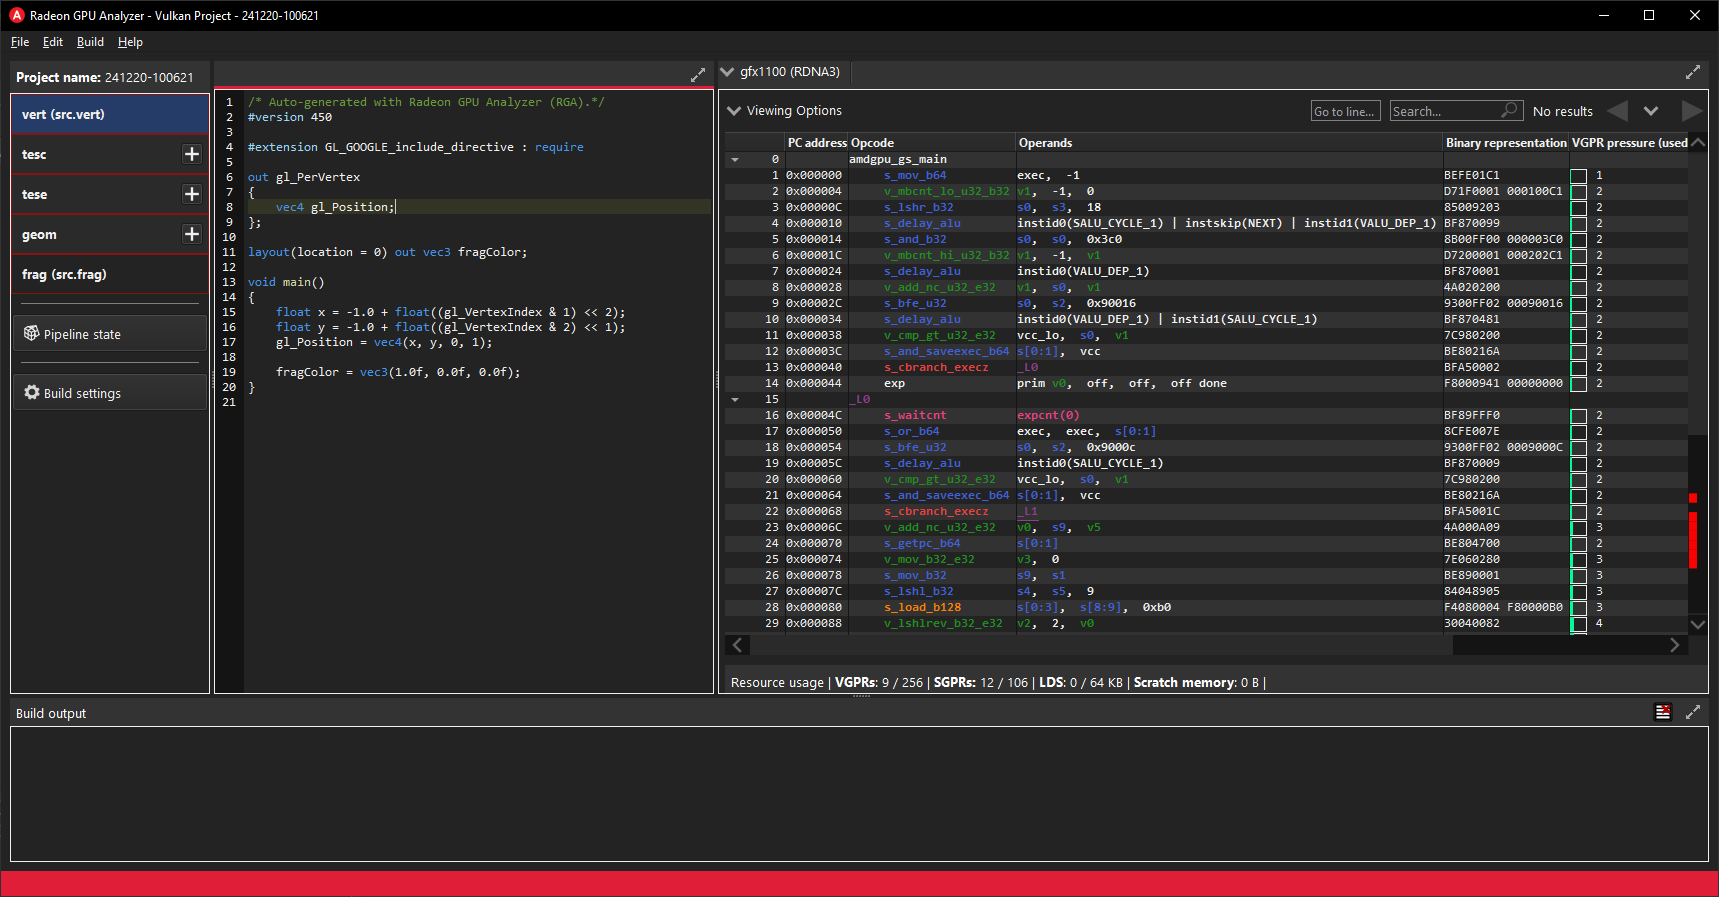 Radeon GPU Analyzer - Vulkan Project - 241220-100621
File Edit Build Help
Project name: 241220-100621
vert (src.vert)
tesc
tese
geom
frag (src.frag)
Pipeline state
Build settings
1 /* Auto-generated with Radeon GPU Analyzer (RGA).*/
2 #version 450
3
4 #extension GL_GOOGLE_include_directive : require
5
6 out gl_PerVertex
7 {
8 vec4 gl_Position;
9 };
10
11 layout(location = 0) out vec3 fragColor;
12
13 void main()
14 {
15 float x = -1.0 + float((gl_VertexIndex & 1) << 2);
16 float y = -1.0 + float((gl_VertexIndex & 2) << 1);
17 gl_Position = vec4(x, y, 0, 1);
18
19 fragColor = vec3(1.0f, 0.0f, 0.0f);
20 }
21
gfx1100 (RDNA3)
Viewing Options
Go to line... Search... No results
PC address Opcode Operands Binary representation VGPR pressure (used
0 amdgpu_gs_main
1 0x000000 s_mov_b64 exec, -1 BEFE01C1 1
2 0x000004 v_mbcnt_lo_u32_b32 v1, -1, 0 D71F0001 000100C1 2
3 0x00000C s_lshr_b32 s0, s3, 18 85009203 2
4 0x000010 s_delay_alu instid0(SALU_CYCLE_1) | instskip(NEXT) | instid1(VALU_DEP_1) BF870099 2
5 0x000014 s_and_b32 s0, s0, 0x3c0 8B00FF00 000003C0 2
6 0x00001C v_mbcnt_hi_u32_b32 v1, -1, v1 D7200001 000202C1 2
7 0x000024 s_delay_alu instid0(VALU_DEP_1) BF870001 2
8 0x000028 v_add_nc_u32_e32 v1, s0, v1 4A020200 2
9 0x00002C s_bfe_u32 s0, s2, 0x90016 9300FF02 00090016 2
10 0x000034 s_delay_alu instid0(VALU_DEP_1) | instid1(SALU_CYCLE_1) BF870481 2
11 0x000038 v_cmp_gt_u32_e32 vcc_lo, s0, v1 7C980200 2
12 0x00003C s_and_saveexec_b64 s[0:1], vcc BE80216A 2
13 0x000040 s_cbranch_execz _L0 BFA50002 2
14 0x000044 exp prim v0, off, off, off done F8000941 00000000 2
15 _L0
16 0x00004C s_waitcnt expcnt(0) BF89FFF0 2
17 0x000050 s_or_b64 exec, exec, s[0:1] 8CFE007E 2
18 0x000054 s_bfe_u32 s0, s2, 0x9000c 9300FF02 0009000C 2
19 0x00005C s_delay_alu instid0(SALU_CYCLE_1) BF870009 2
20 0x000060 v_cmp_gt_u32_e32 vcc_lo, s0, v1 7C980200 2
21 0x000064 s_and_saveexec_b64 s[0:1], vcc BE80216A 2
22 0x000068 s_cbranch_execz _L1 BFA5001C 2
23 0x00006C v_add_nc_u32_e32 v0, s9, v5 4A000A09 3
24 0x000070 s_getpc_b64 s[0:1] BE804700 2
25 0x000074 v_mov_b32_e32 v3, 0 7E060280 3
26 0x000078 s_mov_b32 s9, s1 BE890001 3
27 0x00007C s_lshl_b32 s4, s5, 9 84048905 3
28 0x000080 s_load_b128 s[0:3], s[8:9], 0xb0 F4080004 F80000B0 3
29 0x000088 v_lshlrev_b32_e32 v2, 2, v0 30040082 4
Resource usage | VGPRs: 9 / 256 | SGPRs: 12 / 106 | LDS: 0 / 64 KB | Scratch memory: 0 B |
Build output